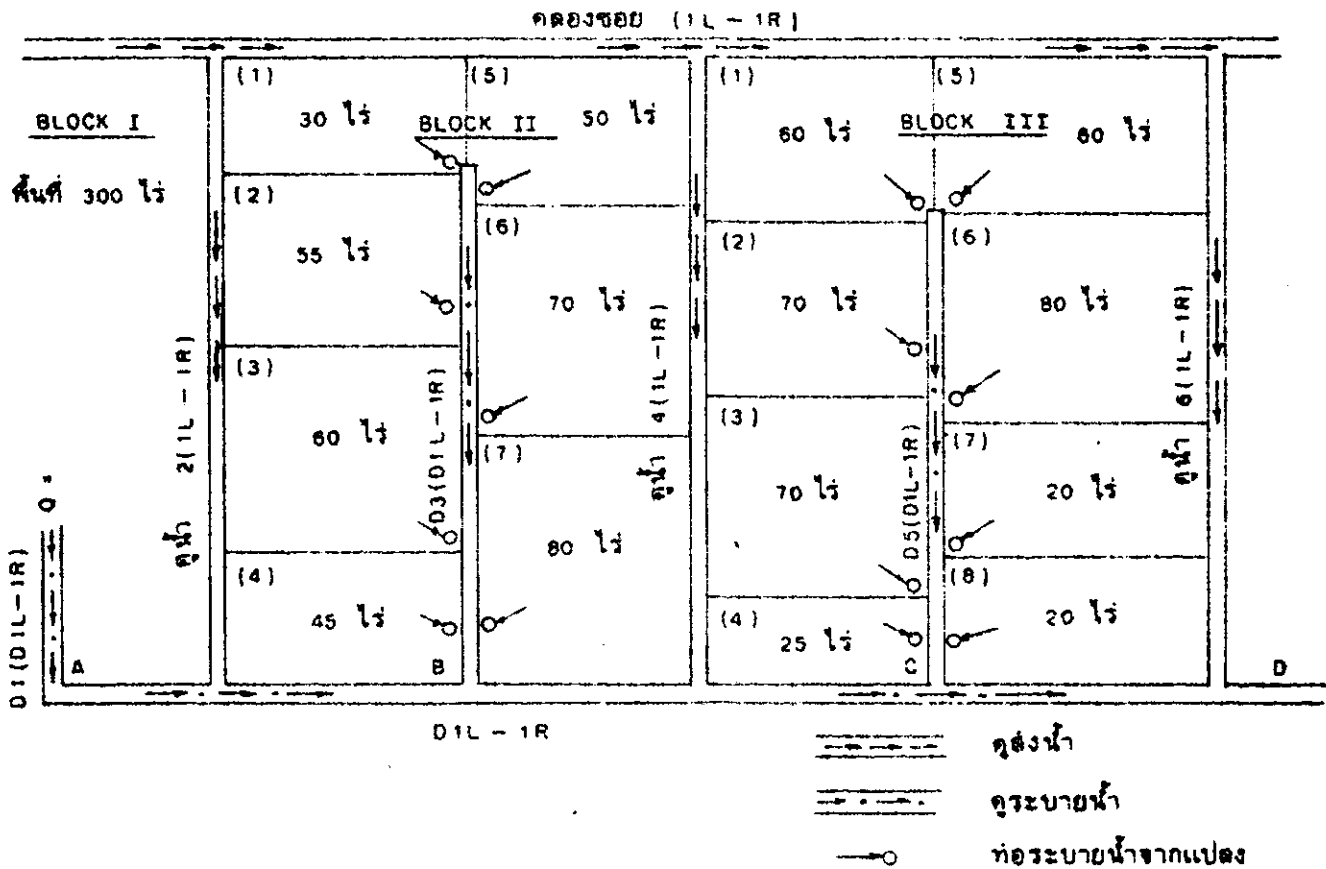 คลองซอย (1L - 1R)
BLOCK I
พื้นที่ 300 ไร่
(1)
30 ไร่
BLOCK II
(5)
50 ไร่
(2)
55 ไร่
(6)
70 ไร่
(3)
60 ไร่
(7)
80 ไร่
(4)
45 ไร่
(1)
60 ไร่
BLOCK III
(5)
60 ไร่
(2)
70 ไร่
(6)
80 ไร่
(3)
70 ไร่
(7)
20 ไร่
(4)
25 ไร่
(8)
20 ไร่
คูน้ำ 2(1L-1R)
D3(D1L-1R)
คูน้ำ 4(1L-1R)
D5(D1L-1R)
คูน้ำ 6(1L-1R)
Q
D1(D1L-1R)
A
B
C
D
D1L - 1R
คูส่งน้ำ
คูระบายน้ำ
ท่อระบายน้ำจากแปลง